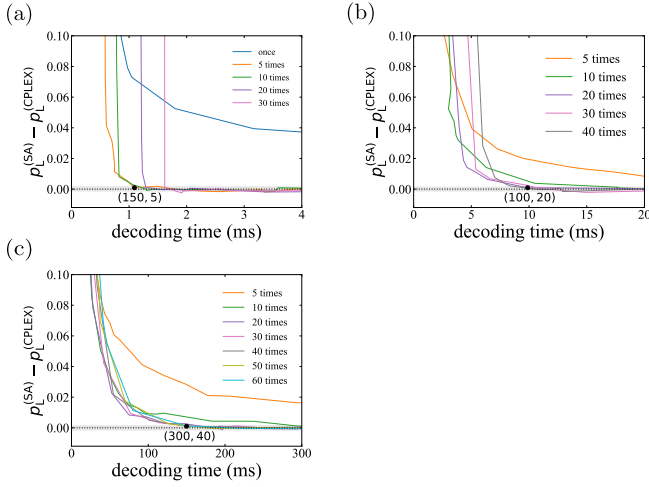 (a)
0.10
0.08
0.06
0.04
0.02
0.00
p_L^(SA) − p_L^(CPLEX)
once
5 times
10 times
20 times
30 times
(150, 5)
0 1 2 3 4
decoding time (ms)
(b)
0.10
0.08
0.06
0.04
0.02
0.00
p_L^(SA) − p_L^(CPLEX)
5 times
10 times
20 times
30 times
40 times
(100, 20)
0 5 10 15 20
decoding time (ms)
(c)
0.10
0.08
0.06
0.04
0.02
0.00
p_L^(SA) − p_L^(CPLEX)
5 times
10 times
20 times
30 times
40 times
50 times
60 times
(300, 40)
0 100 200 300
decoding time (ms)